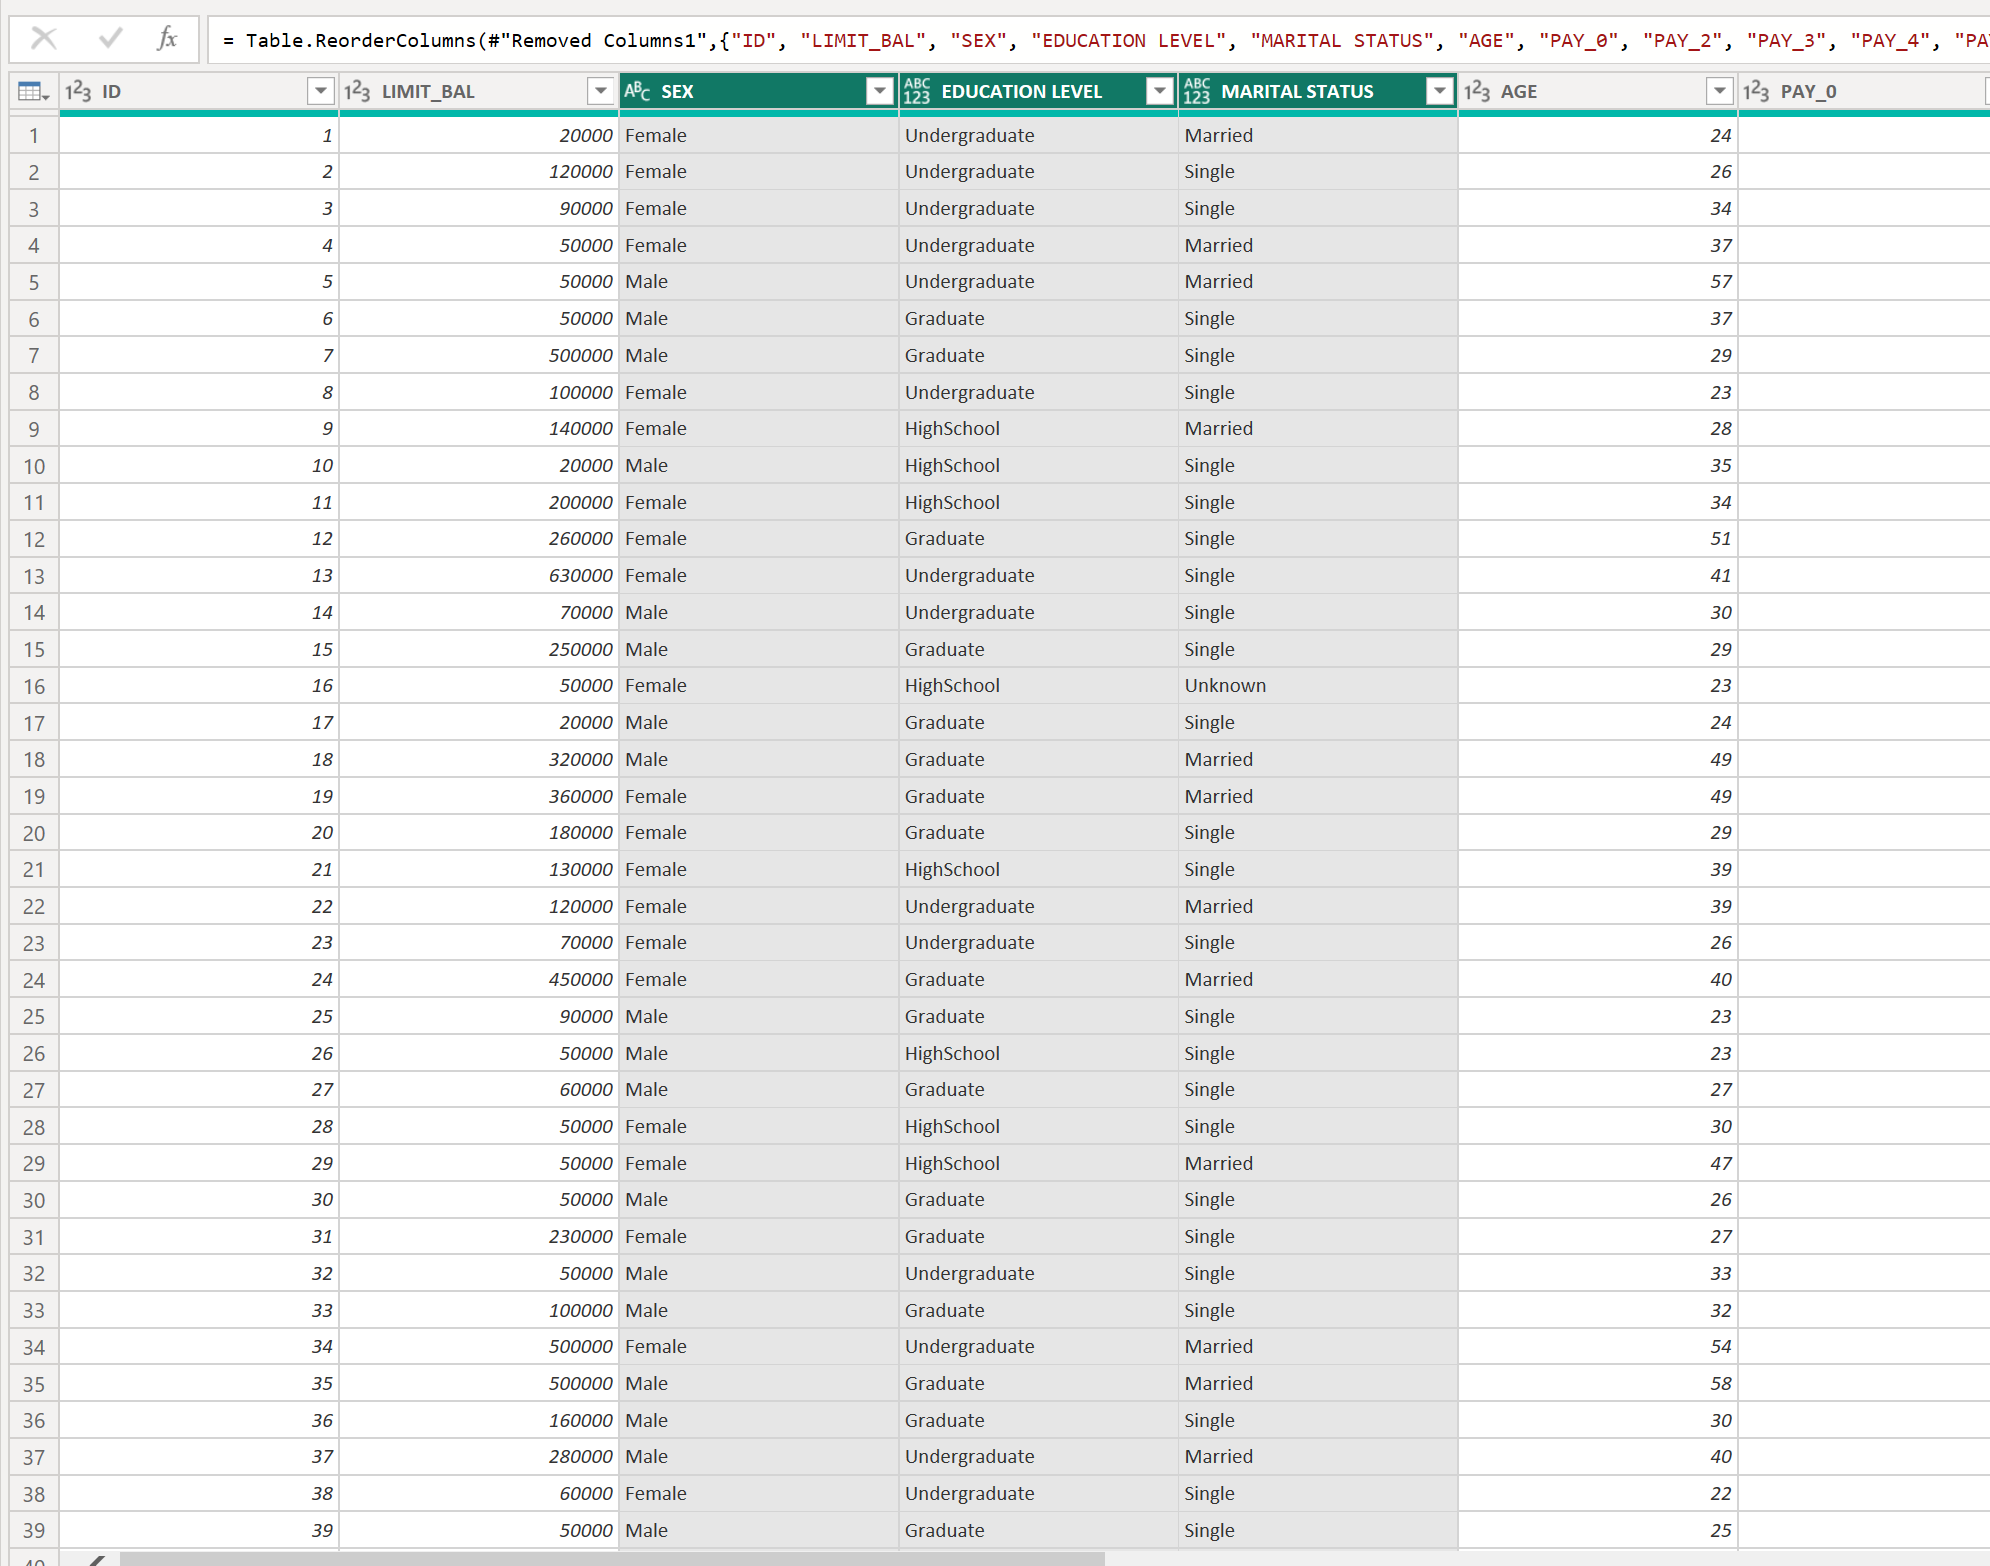 fx = Table.ReorderColumns(#"Removed Columns1",{"ID", "LIMIT_BAL", "SEX", "EDUCATION LEVEL", "MARITAL STATUS", "AGE", "PAY_0", "PAY_2", "PAY_3", "PAY_4", "PA
123 ID 123 LIMIT_BAL ABC SEX ABC 123 EDUCATION LEVEL ABC 123 MARITAL STATUS 123 AGE 123 PAY_0
1 1 20000 Female Undergraduate Married 24
2 2 120000 Female Undergraduate Single 26
3 3 90000 Female Undergraduate Single 34
4 4 50000 Female Undergraduate Married 37
5 5 50000 Male Undergraduate Married 57
6 6 50000 Male Graduate Single 37
7 7 500000 Male Graduate Single 29
8 8 100000 Female Undergraduate Single 23
9 9 140000 Female HighSchool Married 28
10 10 20000 Male HighSchool Single 35
11 11 200000 Female HighSchool Single 34
12 12 260000 Female Graduate Single 51
13 13 630000 Female Undergraduate Single 41
14 14 70000 Male Undergraduate Single 30
15 15 250000 Male Graduate Single 29
16 16 50000 Female HighSchool Unknown 23
17 17 20000 Male Graduate Single 24
18 18 320000 Male Graduate Married 49
19 19 360000 Female Graduate Married 49
20 20 180000 Female Graduate Single 29
21 21 130000 Female HighSchool Single 39
22 22 120000 Female Undergraduate Married 39
23 23 70000 Female Undergraduate Single 26
24 24 450000 Female Graduate Married 40
25 25 90000 Male Graduate Single 23
26 26 50000 Male HighSchool Single 23
27 27 60000 Male Graduate Single 27
28 28 50000 Female HighSchool Single 30
29 29 50000 Female HighSchool Married 47
30 30 50000 Male Graduate Single 26
31 31 230000 Female Graduate Single 27
32 32 50000 Male Undergraduate Single 33
33 33 100000 Male Graduate Single 32
34 34 500000 Female Undergraduate Married 54
35 35 500000 Male Graduate Married 58
36 36 160000 Male Graduate Single 30
37 37 280000 Male Undergraduate Married 40
38 38 60000 Female Undergraduate Single 22
39 39 50000 Male Graduate Single 25
40